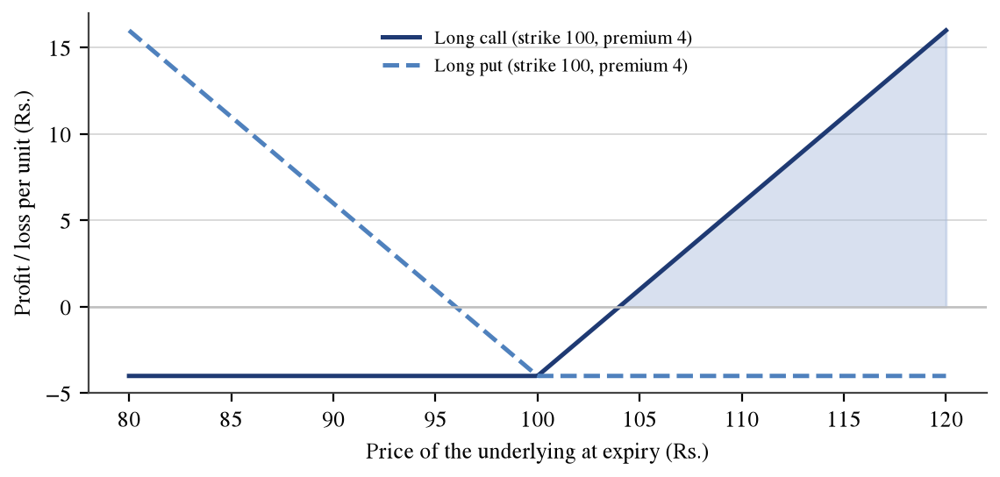 Long call (strike 100, premium 4)
Long put (strike 100, premium 4)
Profit / loss per unit (Rs.)
15
10
5
0
−5
80 85 90 95 100 105 110 115 120
Price of the underlying at expiry (Rs.)